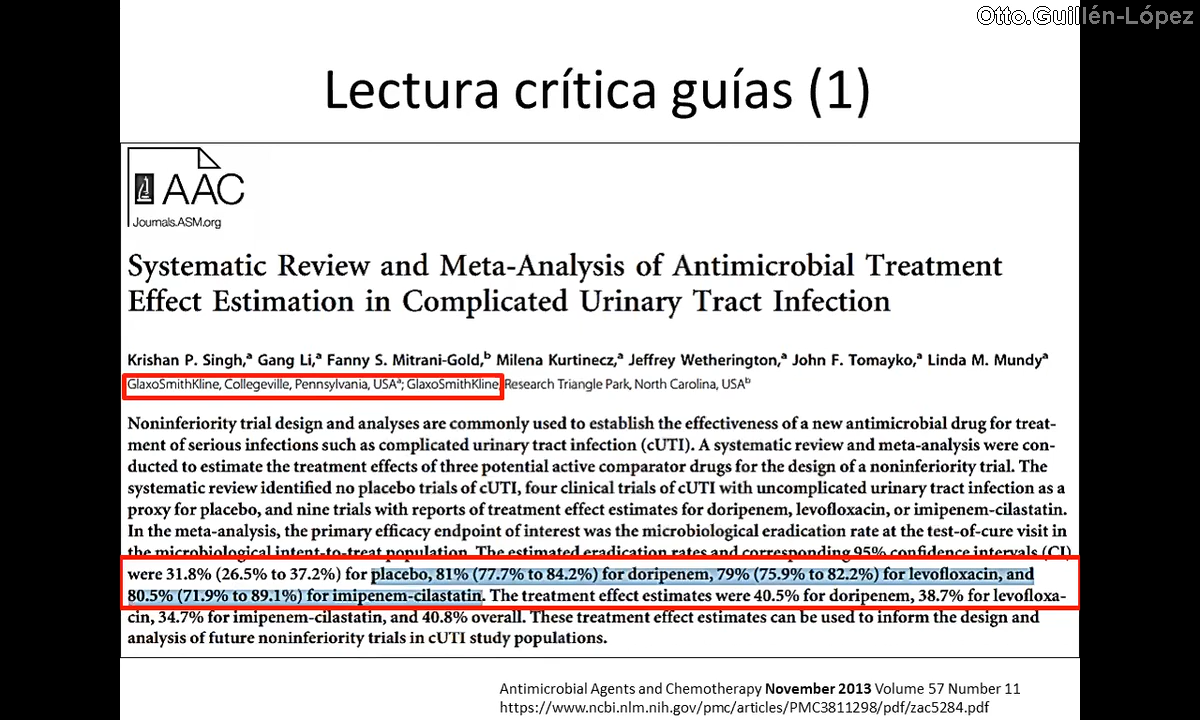 Otto.Guillén-López
Lectura crítica guías (1)
AAC
Journals.ASM.org
Systematic Review and Meta-Analysis of Antimicrobial Treatment
Effect Estimation in Complicated Urinary Tract Infection
Krishan P. Singh,a Gang Li,a Fanny S. Mitrani-Gold,b Milena Kurtinecz,a Jeffrey Wetherington,a John F. Tomayko,a Linda M. Mundya
GlaxoSmithKline, Collegeville, Pennsylvania, USAa; GlaxoSmithKline, Research Triangle Park, North Carolina, USAb
Noninferiority trial design and analyses are commonly used to establish the effectiveness of a new antimicrobial drug for treat-
ment of serious infections such as complicated urinary tract infection (cUTI). A systematic review and meta-analysis were con-
ducted to estimate the treatment effects of three potential active comparator drugs for the design of a noninferiority trial. The
systematic review identified no placebo trials of cUTI, four clinical trials of cUTI with uncomplicated urinary tract infection as a
proxy for placebo, and nine trials with reports of treatment effect estimates for doripenem, levofloxacin, or imipenem-cilastatin.
In the meta-analysis, the primary efficacy endpoint of interest was the microbiological eradication rate at the test-of-cure visit in
the microbiological intent-to-treat population. The estimated eradication rates and corresponding 95% confidence intervals (CI)
were 31.8% (26.5% to 37.2%) for placebo, 81% (77.7% to 84.2%) for doripenem, 79% (75.9% to 82.2%) for levofloxacin, and
80.5% (71.9% to 89.1%) for imipenem-cilastatin. The treatment effect estimates were 40.5% for doripenem, 38.7% for levofloxa-
cin, 34.7% for imipenem-cilastatin, and 40.8% overall. These treatment effect estimates can be used to inform the design and
analysis of future noninferiority trials in cUTI study populations.
Antimicrobial Agents and Chemotherapy November 2013 Volume 57 Number 11
https://www.ncbi.nlm.nih.gov/pmc/articles/PMC3811298/pdf/zac5284.pdf